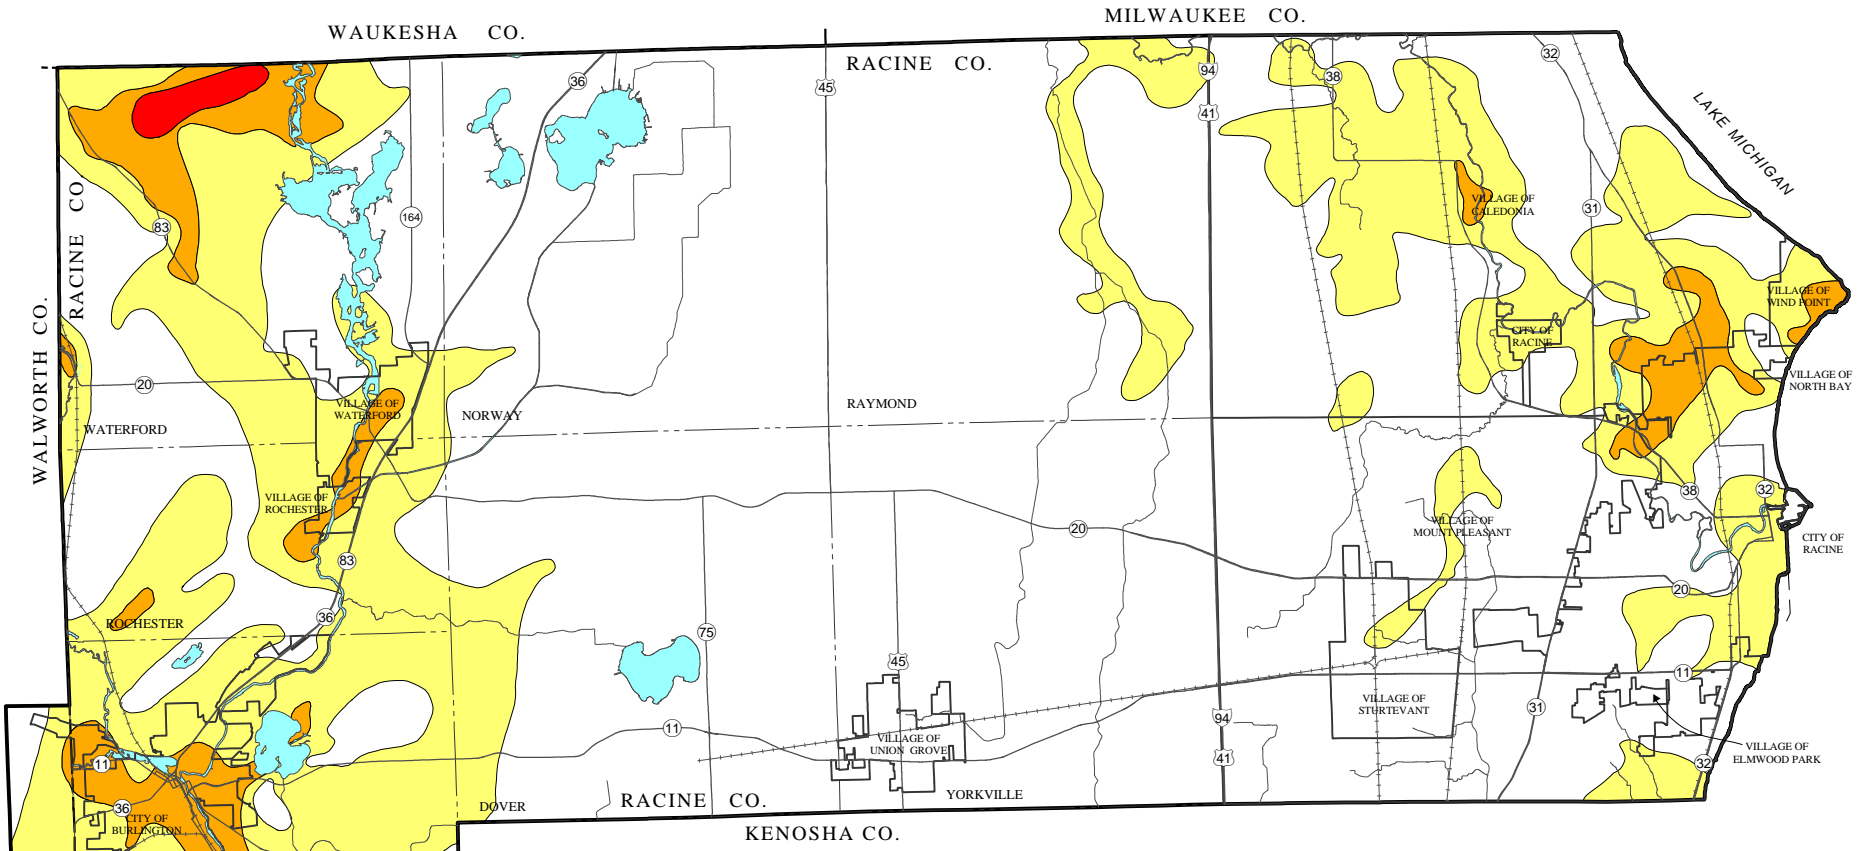 WAUKESHA CO.
MILWAUKEE CO.
RACINE CO.
WALWORTH CO.
RACINE CO
LAKE MICHIGAN
36
45
94
41
38
32
83
164
31
VILLAGE OF
CALEDONIA
VILLAGE OF
WIND POINT
CITY OF
RACINE
VILLAGE OF
NORTH BAY
20
VILLAGE OF
WATERFORD
NORWAY
RAYMOND
WATERFORD
VILLAGE OF
ROCHESTER
38
32
20
VILLAGE OF
MOUNT PLEASANT
CITY OF
RACINE
83
20
36
ROCHESTER
75
45
11
VILLAGE OF
STURTEVANT
31
94
41
11
VILLAGE OF
UNION GROVE
VILLAGE OF
ELMWOOD PARK
32
11
36
CITY OF
BURLINGTON
DOVER
RACINE CO.
YORKVILLE
KENOSHA CO.